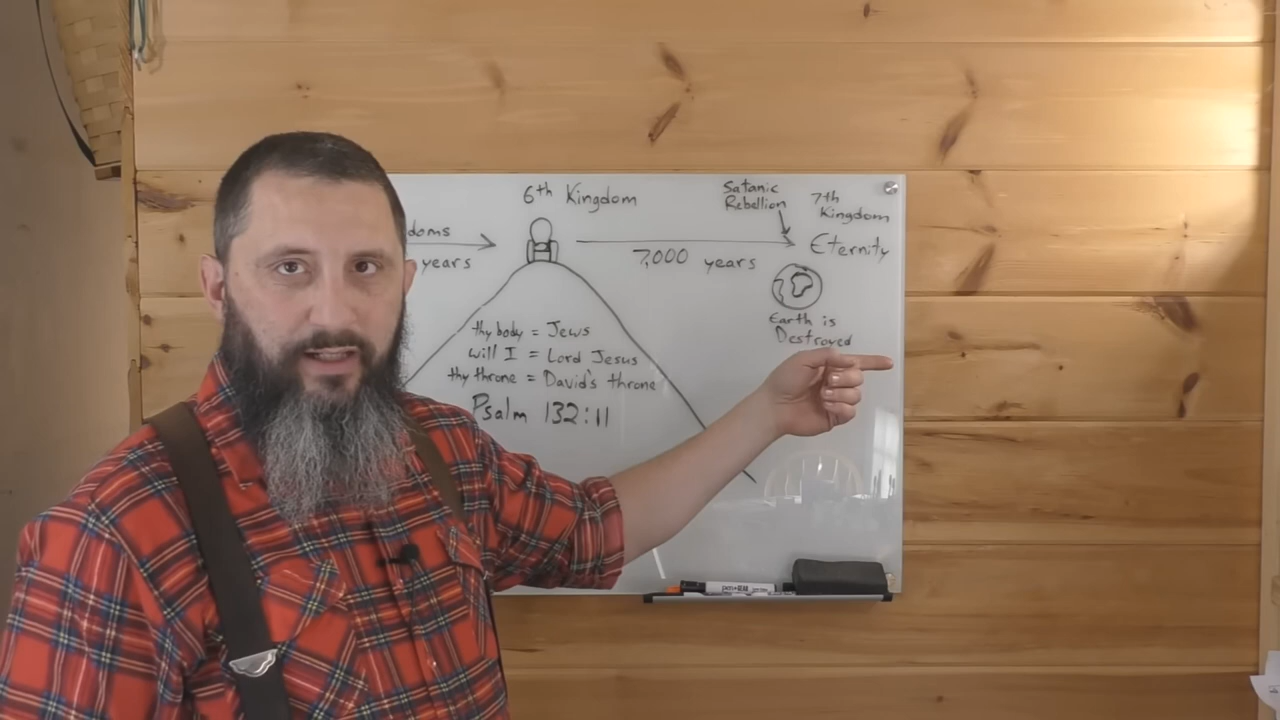 6th Kingdom
Satanic
Rebellion
7th
Kingdom
doms
years
7,000 years
Eternity
Earth is
Destroyed
thy body = Jews
will I = Lord Jesus
thy throne = David's throne
Psalm 132:11